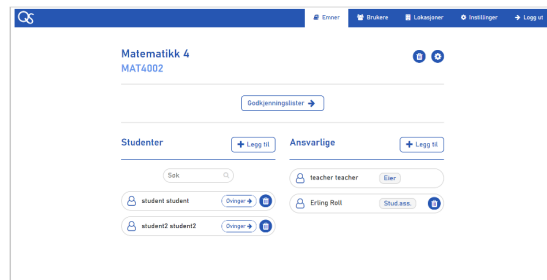 QS
Emner
Brukere
Lokasjoner
Instillinger
Logg ut
Matematikk 4
MAT4002
Godkjenningslister
Studenter
Legg til
Søk
student student
Øvinger
student2 student2
Øvinger
Ansvarlige
Legg til
teacher teacher
Eier
Erling Roll
Stud.ass.